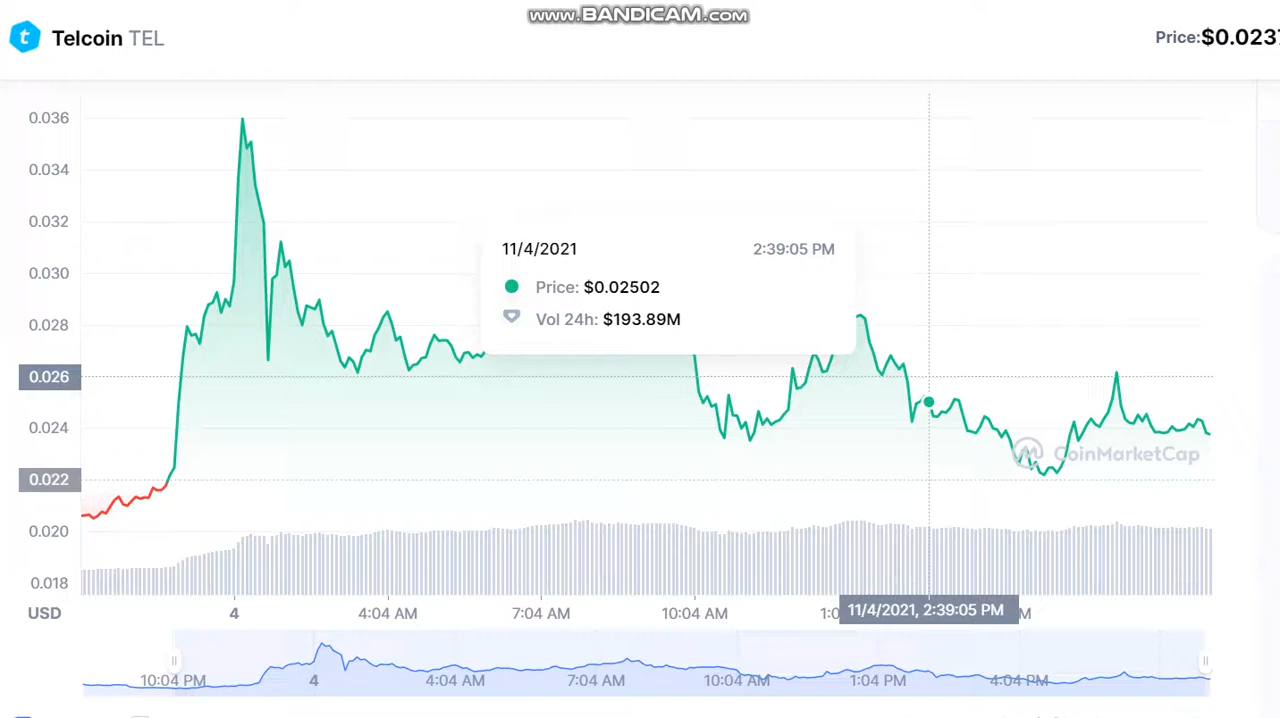 www.BANDICAM.com
Telcoin TEL
Price:$0.0237
0.036
0.034
0.032
0.030
0.028
0.026
0.024
0.022
0.020
0.018
11/4/2021 2:39:05 PM
Price: $0.02502
Vol 24h: $193.89M
CoinMarketCap
USD 4 4:04 AM 7:04 AM 10:04 AM 1:0 11/4/2021, 2:39:05 PM M
10:04 PM 4 4:04 AM 7:04 AM 10:04 AM 1:04 PM 4:04 PM